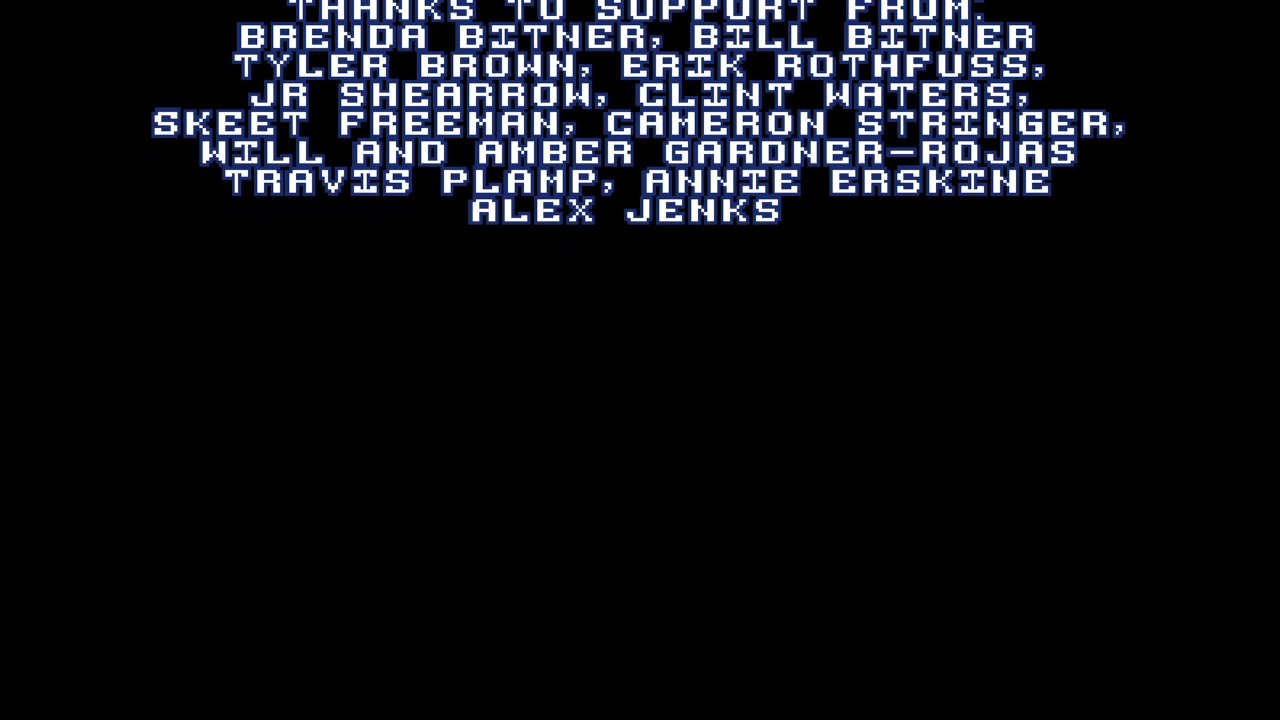 THANKS TO SUPPORT FROM:
BRENDA BITNER, BILL BITNER
TYLER BROWN, ERIK ROTHFUSS,
JR SHEARROW, CLINT WATERS,
SKEET FREEMAN, CAMERON STRINGER,
WILL AND AMBER GARDNER-ROJAS
TRAVIS PLAMP, ANNIE ERSKINE
ALEX JENKS